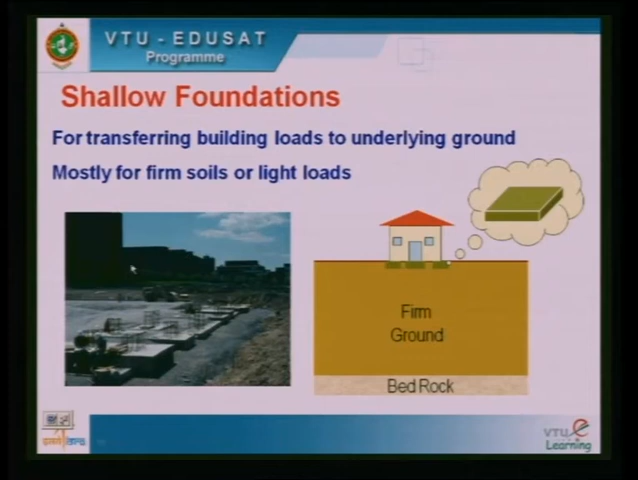 VTU - EDUSAT
Programme
Shallow Foundations
For transferring building loads to underlying ground
Mostly for firm soils or light loads
Firm
Ground
Bed Rock
VTU e
Learning